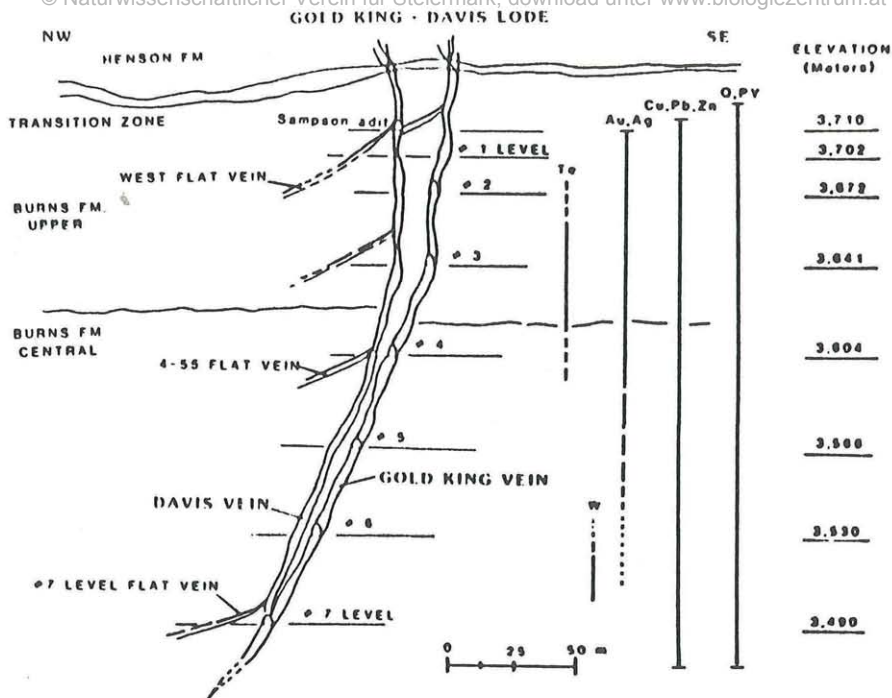 © Naturwissenschaftlicher Verein für Steiermark, download unter www.biologiezentrum.at
GOLD KING · DAVIS LODE
NW
SE
ELEVATION
(Meters)
HENSON FM
Q,PY
Cu,Pb,Zn
Au,Ag
TRANSITION ZONE
Sampson adit
3,710
# 1 LEVEL
3,702
WEST FLAT VEIN
Te
# 2
3,672
BURNS FM.
UPPER
# 3
3,641
BURNS FM
CENTRAL
# 4
3,604
4-55 FLAT VEIN
# 5
3,566
GOLD KING VEIN
DAVIS VEIN
W
# 6
3,530
#7 LEVEL FLAT VEIN
# 7 LEVEL
3,490
0 25 50 m